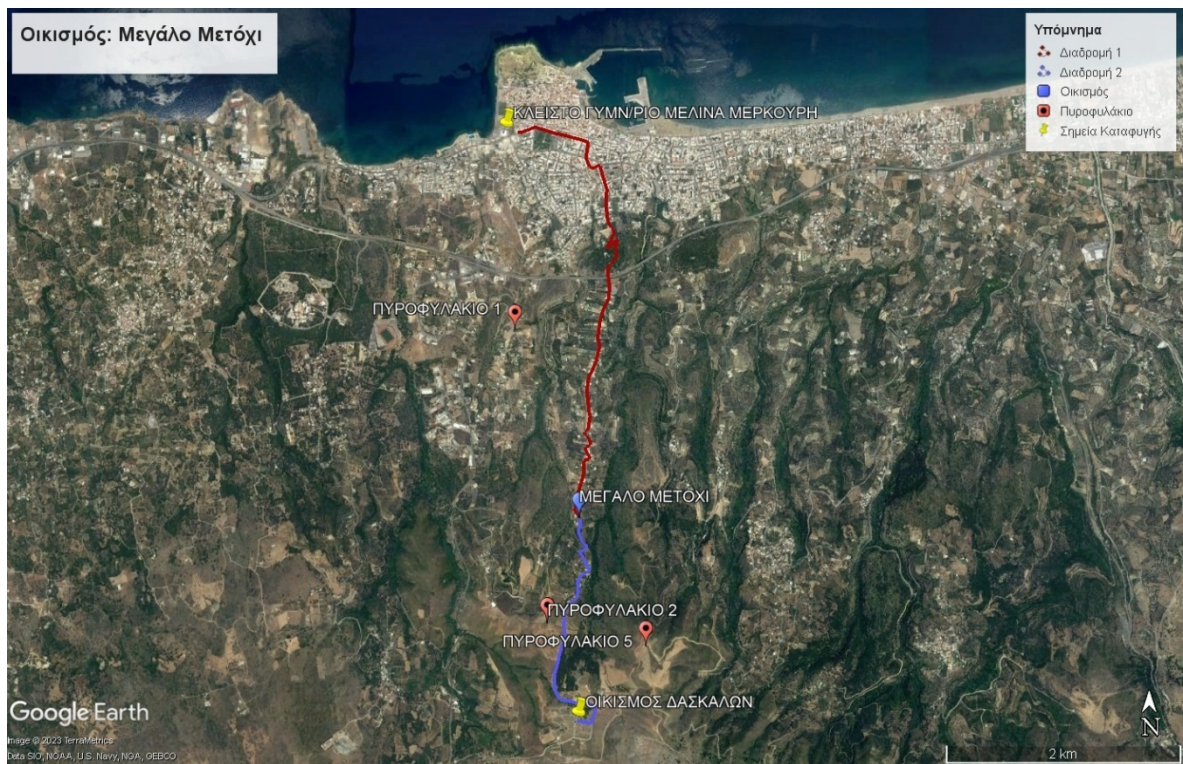 Οικισμός: Μεγάλο Μετόχι
Υπόμνημα
Διαδρομή 1
Διαδρομή 2
Οικισμός
Πυροφυλάκιο
Σημεία Καταφυγής
ΚΛΕΙΣΤΟ ΓΥΜΝ/ΡΙΟ ΜΕΛΙΝΑ ΜΕΡΚΟΥΡΗ
ΠΥΡΟΦΥΛΑΚΙΟ 1
ΜΕΓΑΛΟ ΜΕΤΟΧΙ
ΠΥΡΟΦΥΛΑΚΙΟ 2
ΠΥΡΟΦΥΛΑΚΙΟ 5
ΟΙΚΙΣΜΟΣ ΔΑΣΚΑΛΩΝ
Google Earth
Image © 2023 TerraMetrics
Data SIO, NOAA, U.S. Navy, NGA, GEBCO
N
2 km